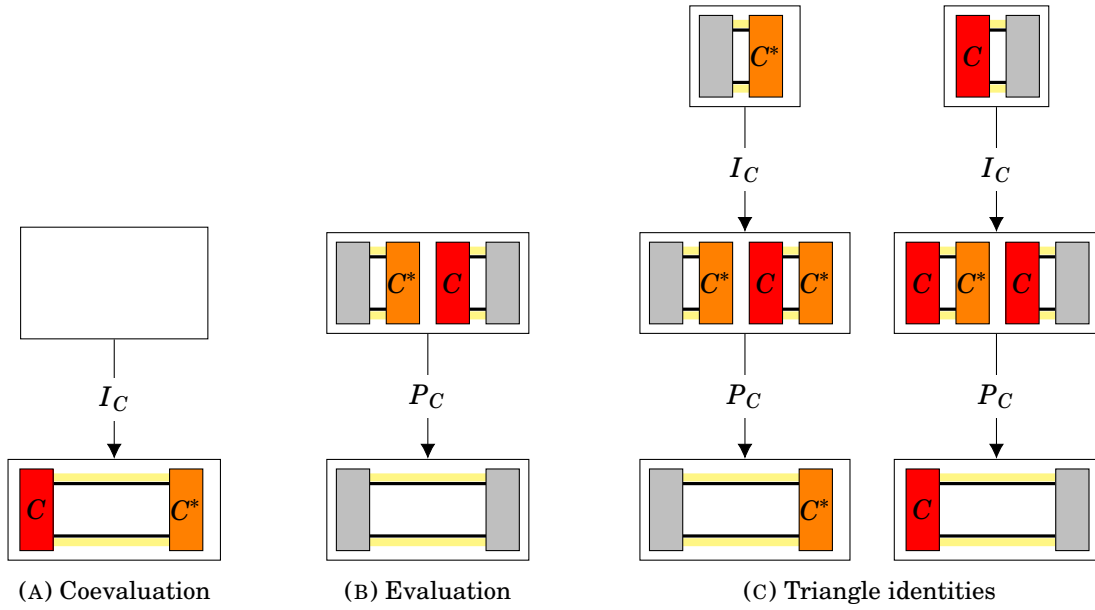 C*
C
I_C
I_C
C*
C
C*
C
C*
C
C*
C
I_C
P_C
P_C
P_C
C
C*
C*
C
(A) Coevaluation
(B) Evaluation
(C) Triangle identities